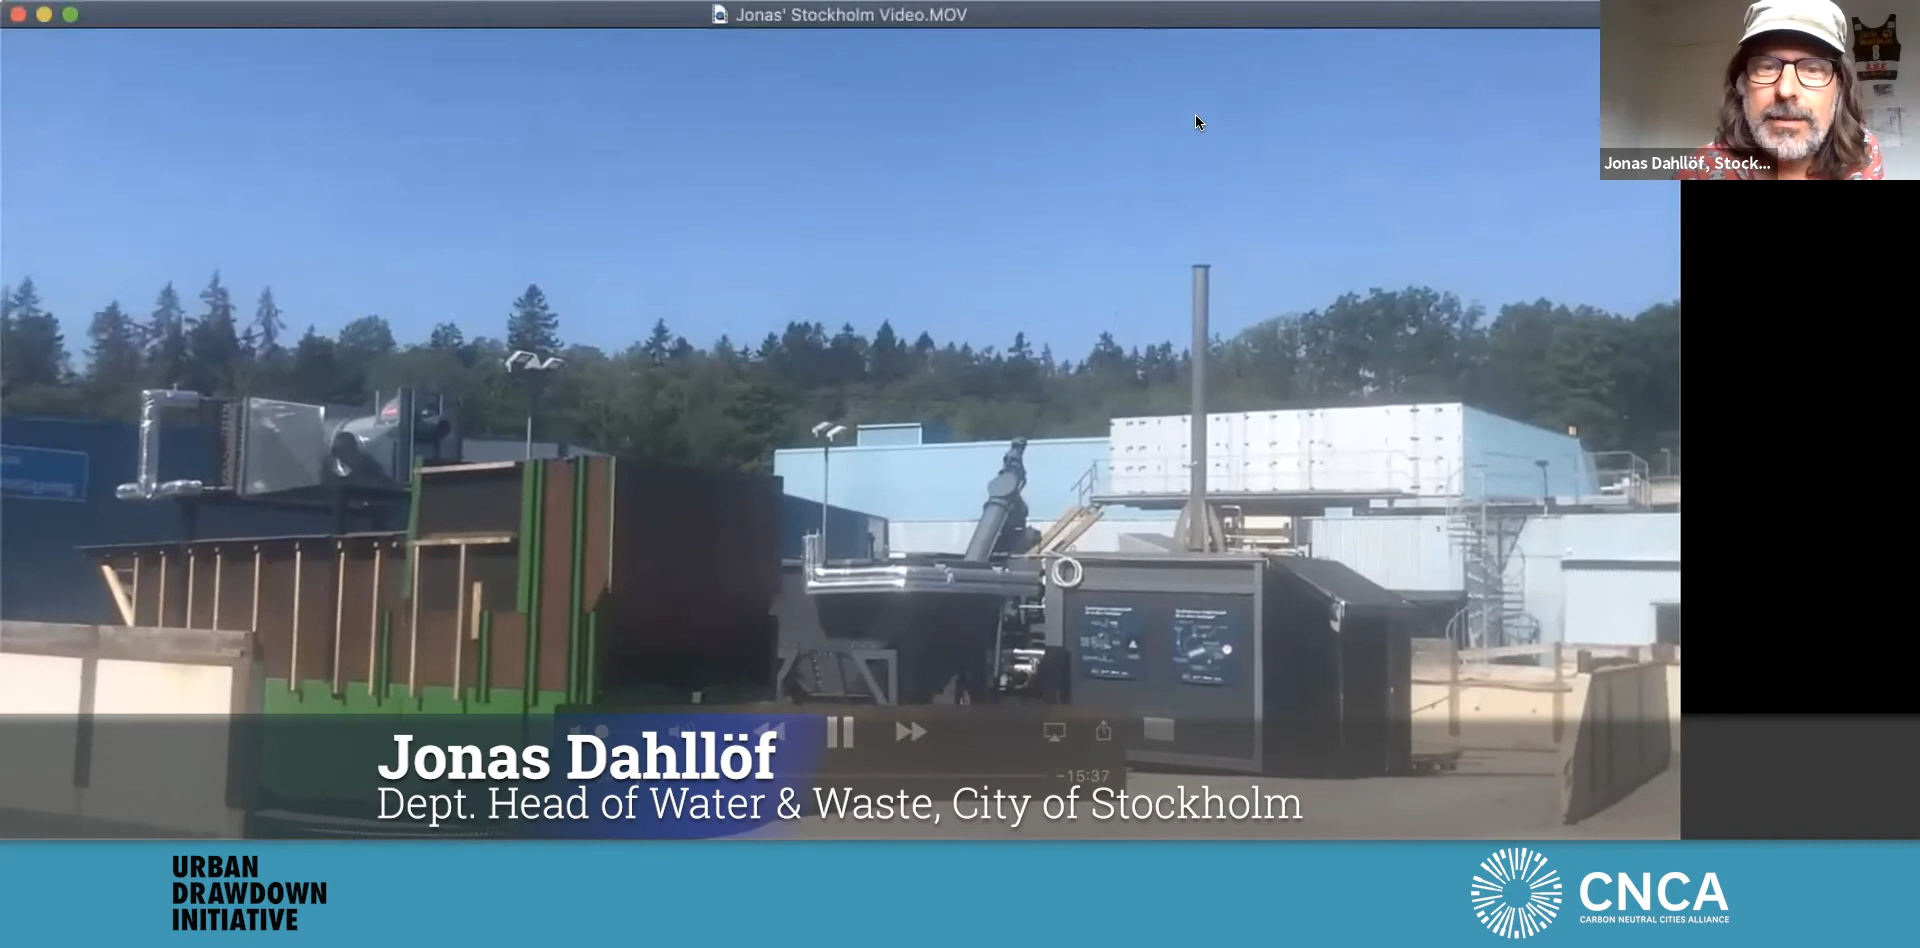 Jonas' Stockholm Video.MOV
Jonas Dahllöf, Stock...
-15:37
Jonas Dahllöf
Dept. Head of Water & Waste, City of Stockholm
URBAN
DRAWDOWN
INITIATIVE
CNCA
CARBON NEUTRAL CITIES ALLIANCE